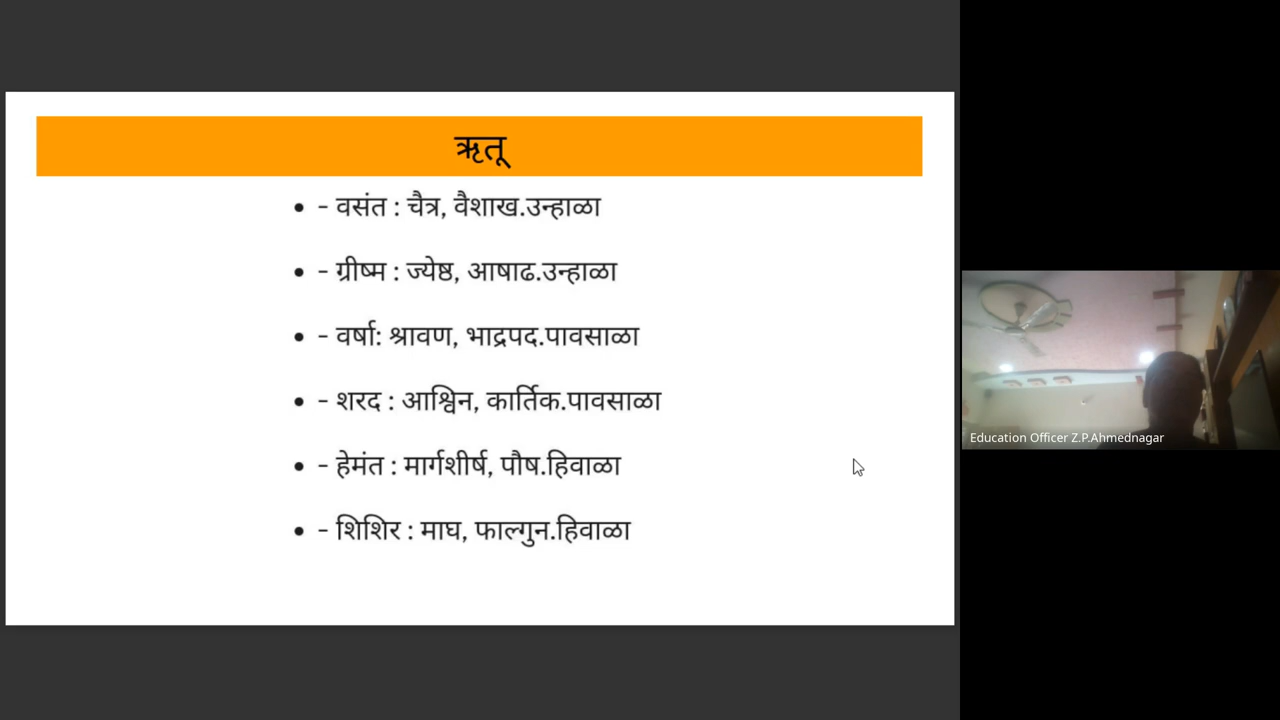 ऋतू
• - वसंत : चैत्र, वैशाख.उन्हाळा
• - ग्रीष्म : ज्येष्ठ, आषाढ.उन्हाळा
• - वर्षा: श्रावण, भाद्रपद.पावसाळा
• - शरद : आश्विन, कार्तिक.पावसाळा
• - हेमंत : मार्गशीर्ष, पौष.हिवाळा
• - शिशिर : माघ, फाल्गुन.हिवाळा
Education Officer Z.P.Ahmednagar